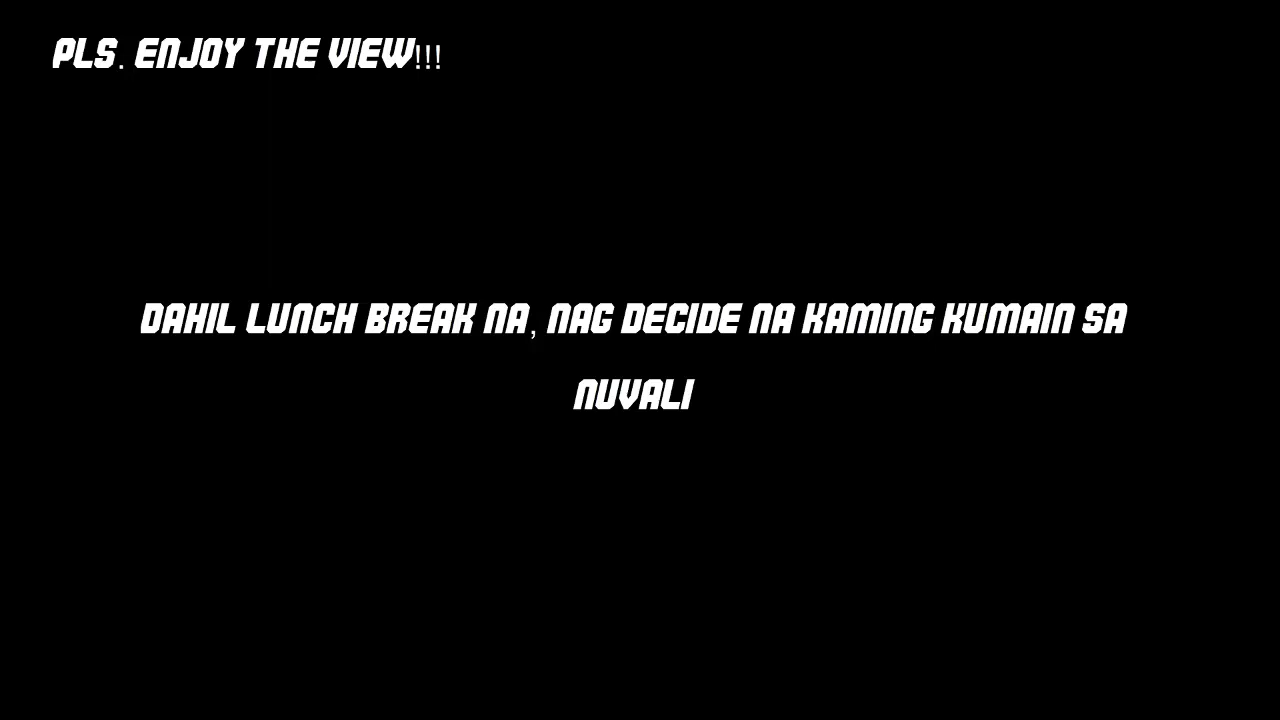 PLS. ENJOY THE VIEW!!!
DAHIL LUNCH BREAK NA, NAG DECIDE NA KAMING KUMAIN SA
NUVALI